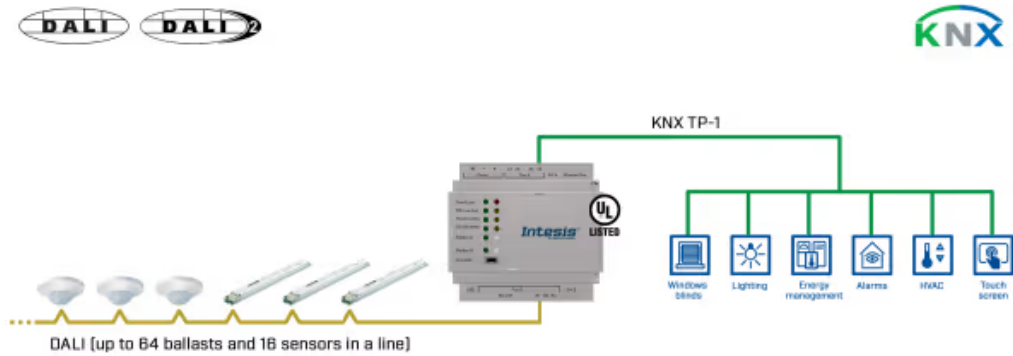 DALI DALI 2
KNX
KNX TP-1
UL
LISTED
Intesis
Windows
blinds
Lighting
Energy
management
Alarms
HVAC
Touch
screen
DALI (up to 64 ballasts and 16 sensors in a line)